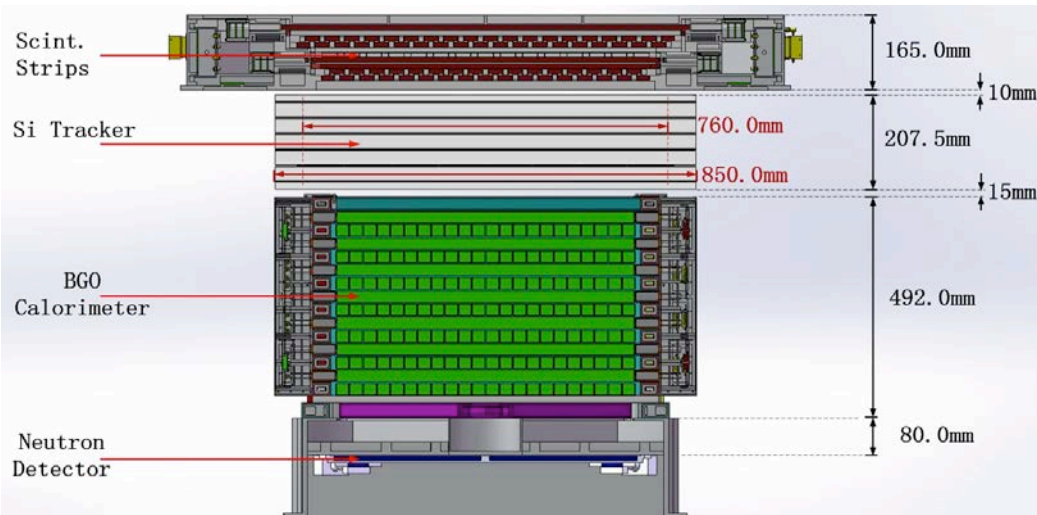 Scint.
Strips
165.0mm
10mm
Si Tracker
760.0mm
207.5mm
850.0mm
15mm
BGO
Calorimeter
492.0mm
Neutron
Detector
80.0mm